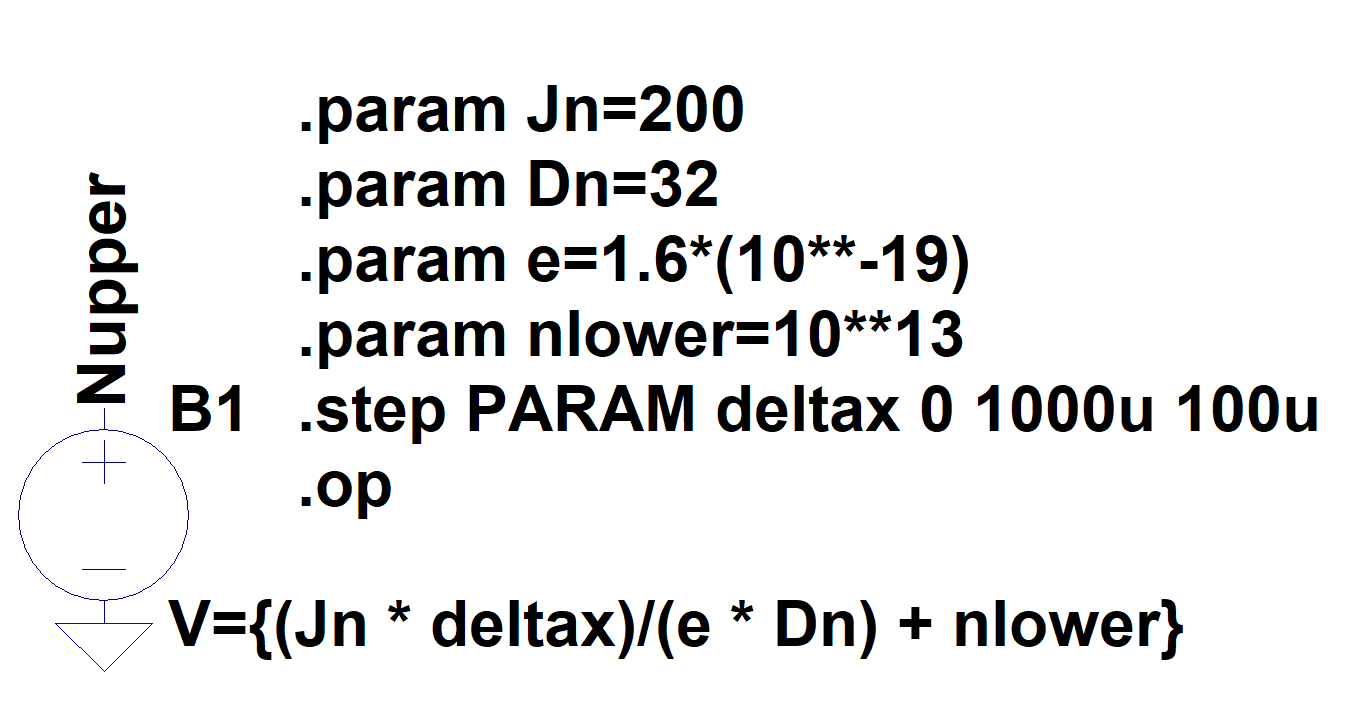 .param Jn=200
.param Dn=32
.param e=1.6*(10**-19)
.param nlower=10**13
.step PARAM deltax 0 1000u 100u
.op
Nupper
B1
V={(Jn * deltax)/(e * Dn) + nlower}